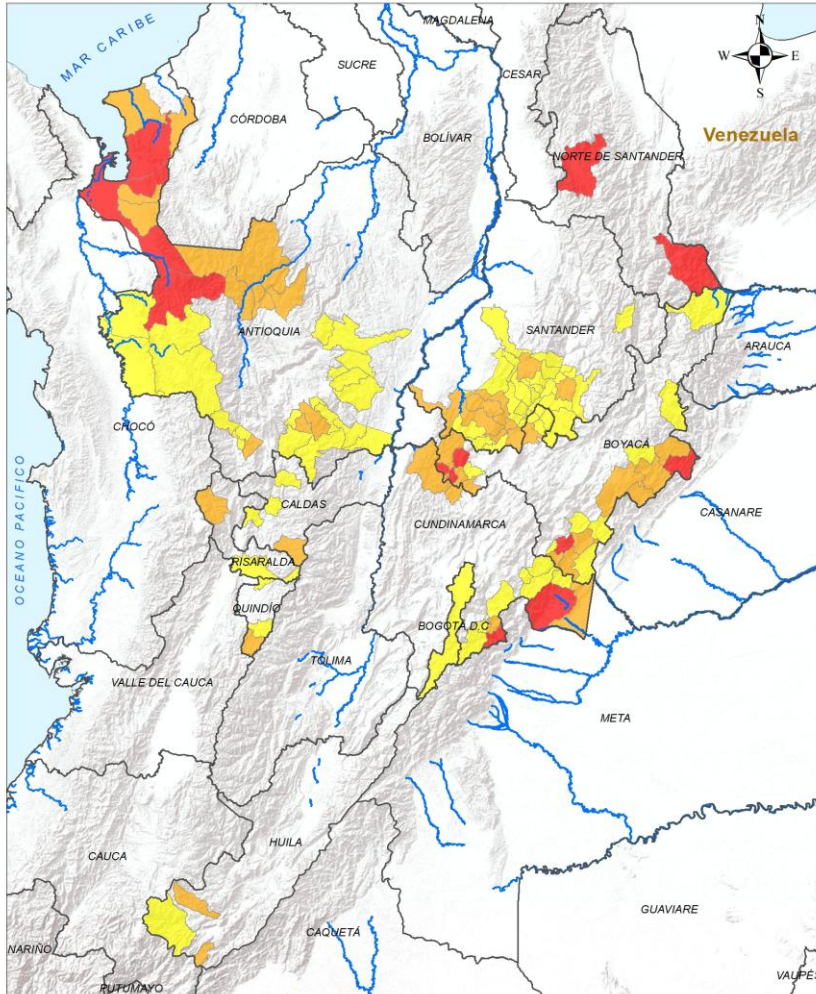 MAGDALENA
MAR CARIBE
SUCRE
CESAR
N
W E
S
CÓRDOBA
BOLÍVAR
Venezuela
NORTE DE SANTANDER
ANTIOQUIA
SANTANDER
ARAUCA
CHOCÓ
BOYACÁ
OCEANO PACIFICO
CALDAS
CUNDINAMARCA
CASANARE
RISARALDA
QUINDÍO
BOGOTÁ, D.C
TOLIMA
VALLE DEL CAUCA
META
HUILA
CAUCA
GUAVIARE
CAQUETÁ
NARIÑO
PUTUMAYO
VAUPÉS